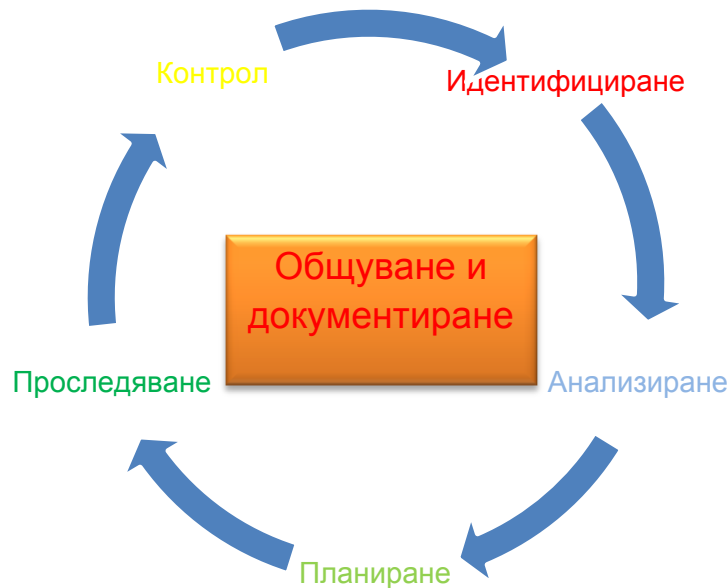 Контрол
Идентифициране
Общуване и
документиране
Проследяване
Анализиране
Планиране